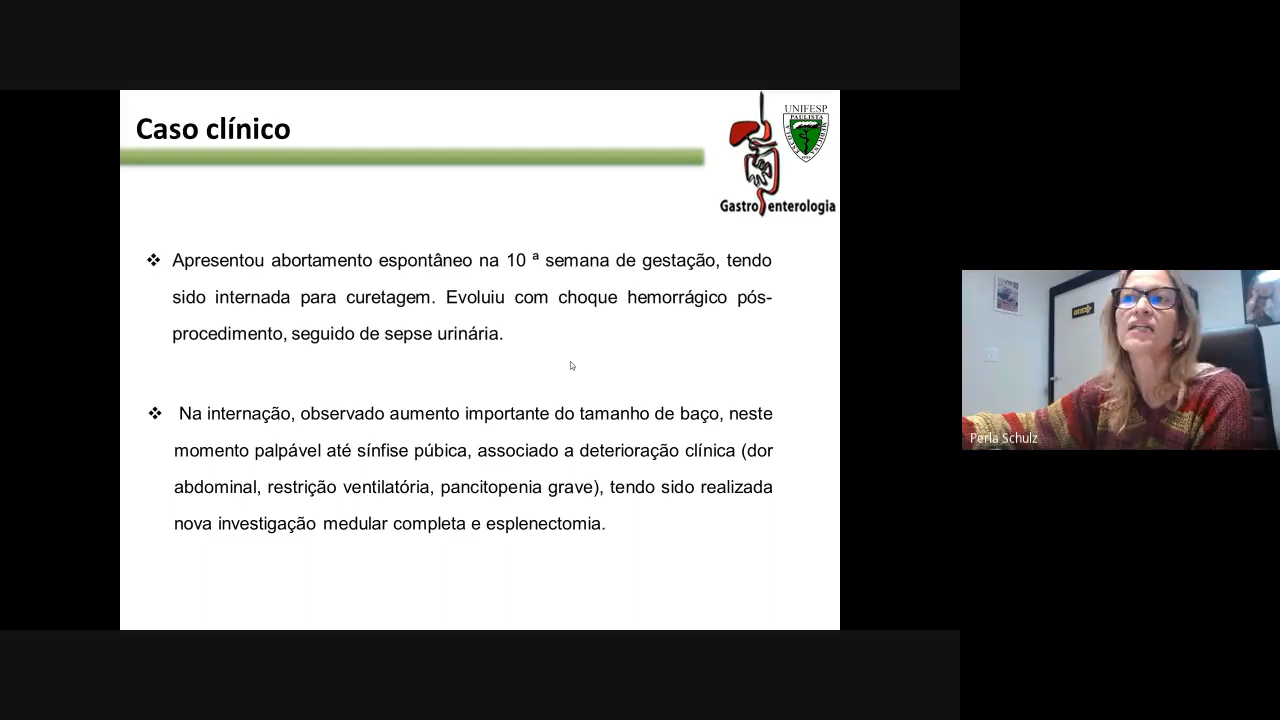 Caso clínico
UNIFESP
PAULISTA
Gastroenterologia
❖ Apresentou abortamento espontâneo na 10 ª semana de gestação, tendo
sido internada para curetagem. Evoluiu com choque hemorrágico pós-
procedimento, seguido de sepse urinária.
❖ Na internação, observado aumento importante do tamanho de baço, neste
momento palpável até sínfise púbica, associado a deterioração clínica (dor
abdominal, restrição ventilatória, pancitopenia grave), tendo sido realizada
nova investigação medular completa e esplenectomia.
Perla Schulz